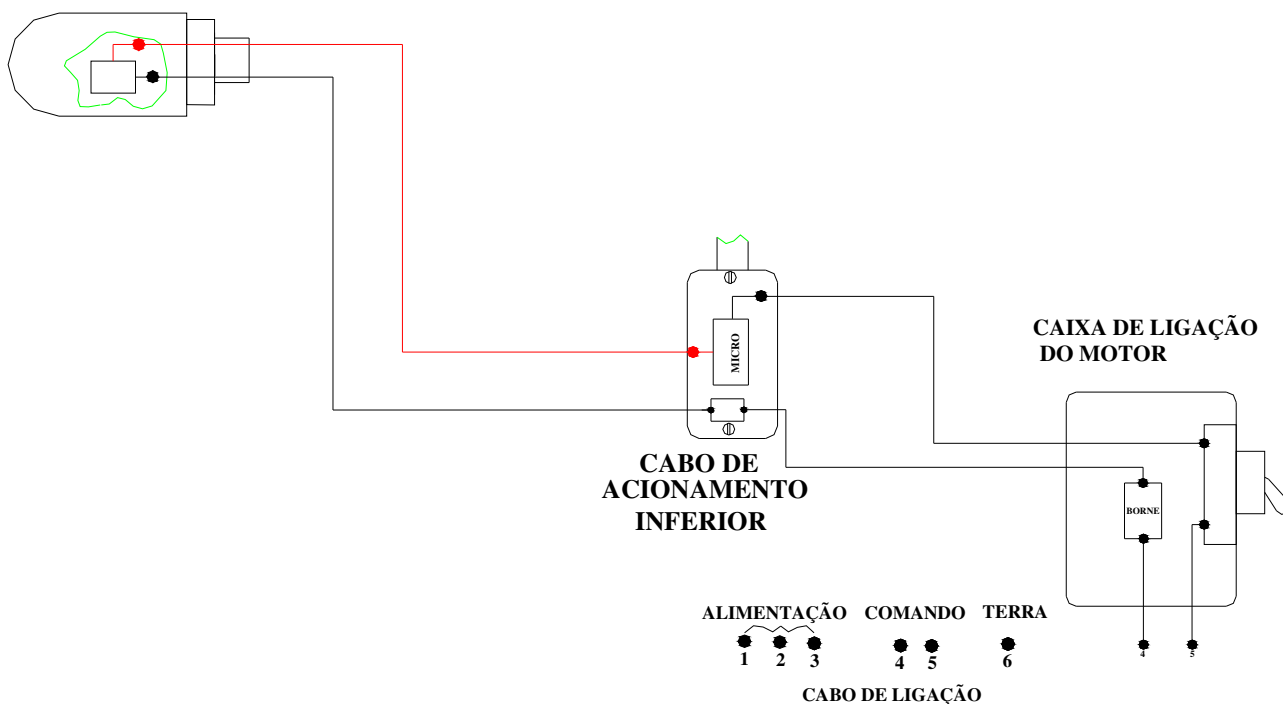 MICRO
CABO DE
ACIONAMENTO
INFERIOR
CAIXA DE LIGAÇÃO
DO MOTOR
BORNE
4 5
ALIMENTAÇÃO COMANDO TERRA
1 2 3 4 5 6
CABO DE LIGAÇÃO